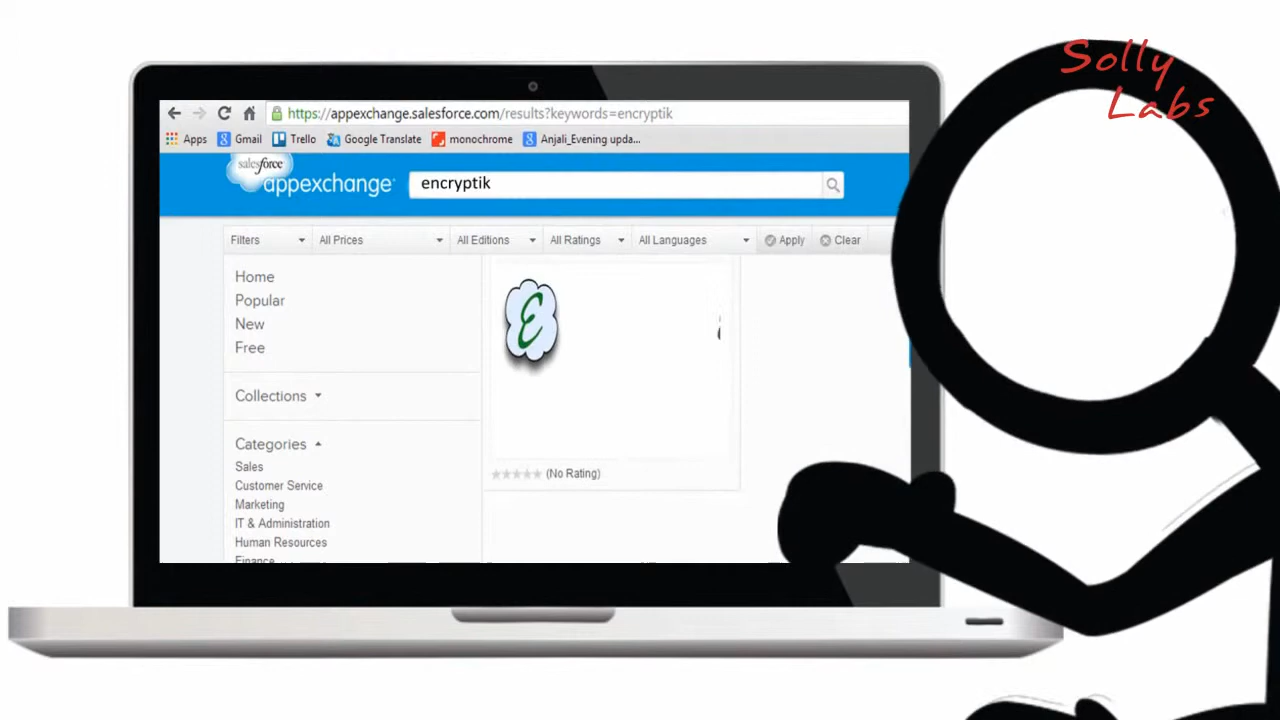 Solly
Labs
https://appexchange.salesforce.com/results?keywords=encryptik
Apps Gmail Trello Google Translate monochrome Anjali_Evening upda...
salesforce
appexchange
encryptik
Filters All Prices All Editions All Ratings All Languages Apply Clear
Home
Popular
New
Free
E
Collections
Categories
Sales
(No Rating)
Customer Service
Marketing
IT & Administration
Human Resources
Finance